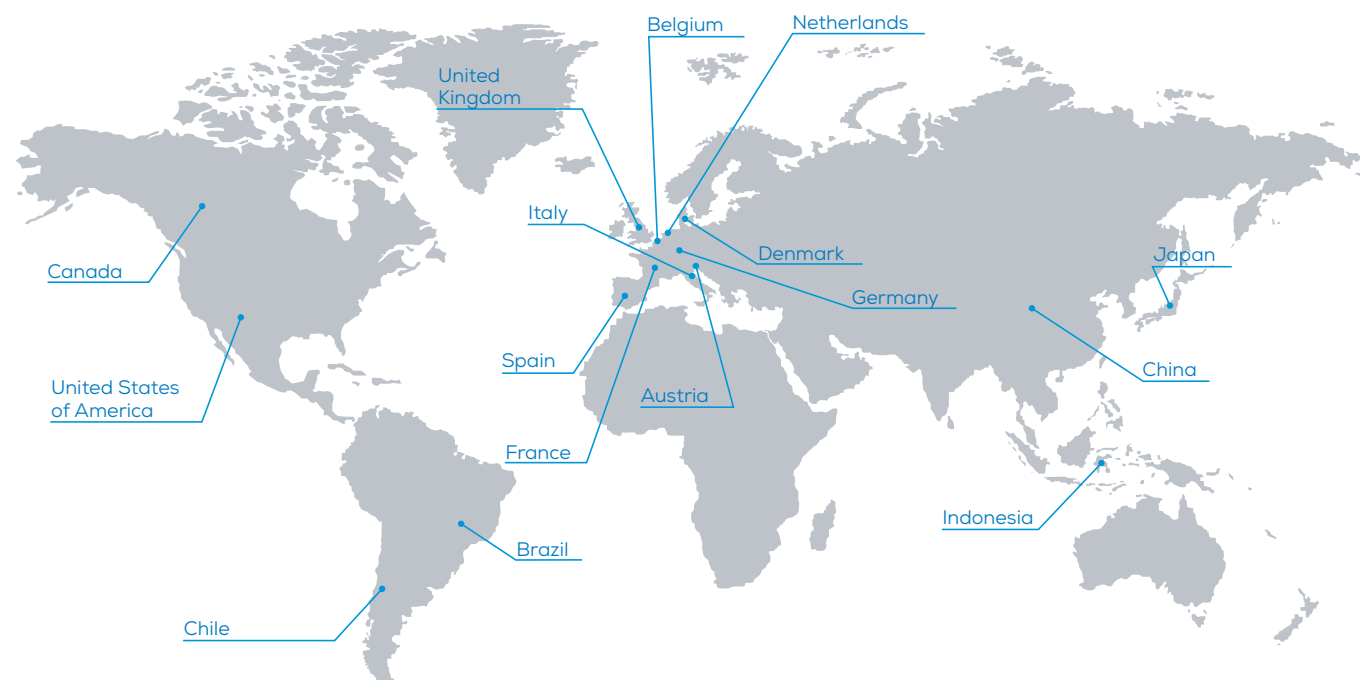 Belgium
Netherlands
United
Kingdom
Italy
Denmark
Japan
Canada
Germany
Spain
China
United States
of America
Austria
France
Indonesia
Brazil
Chile